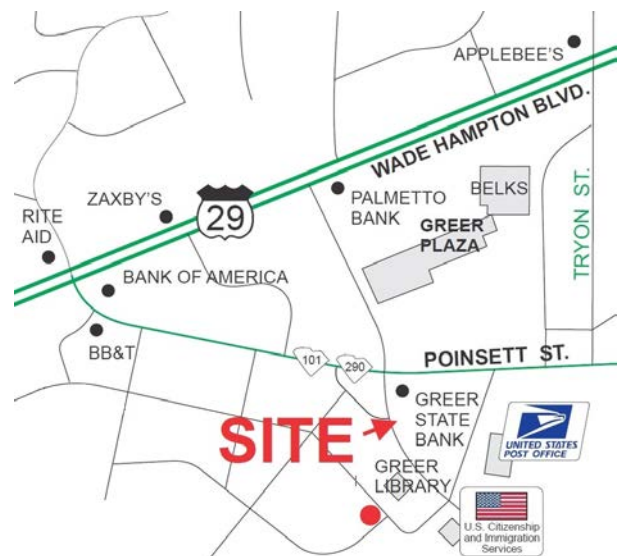 APPLEBEE'S
WADE HAMPTON BLVD.
BELKS
ZAXBY'S
29
PALMETTO
BANK
GREER
PLAZA
TRYON ST.
RITE
AID
BANK OF AMERICA
BB&T
101
290
POINSETT ST.
GREER
STATE
BANK
SITE
UNITED STATES
POST OFFICE
GREER
LIBRARY
U.S. Citizenship
and Immigration
Services